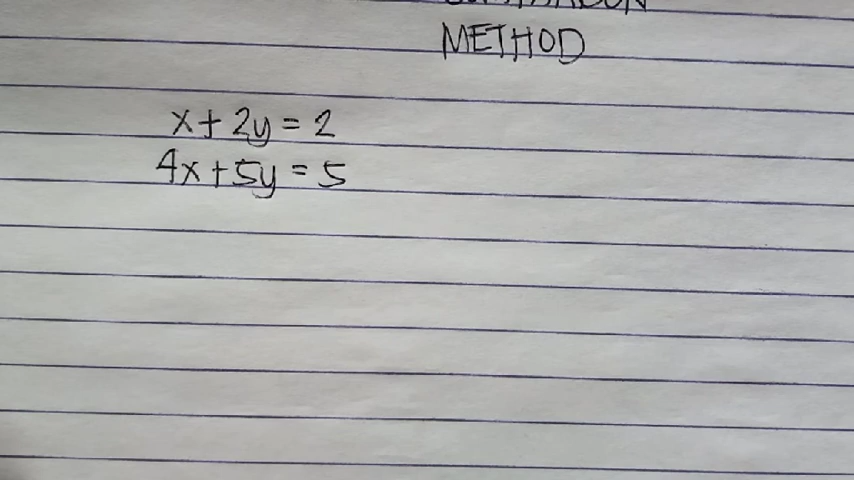 METHOD
x + 2y = 2
4x + 5y = 5